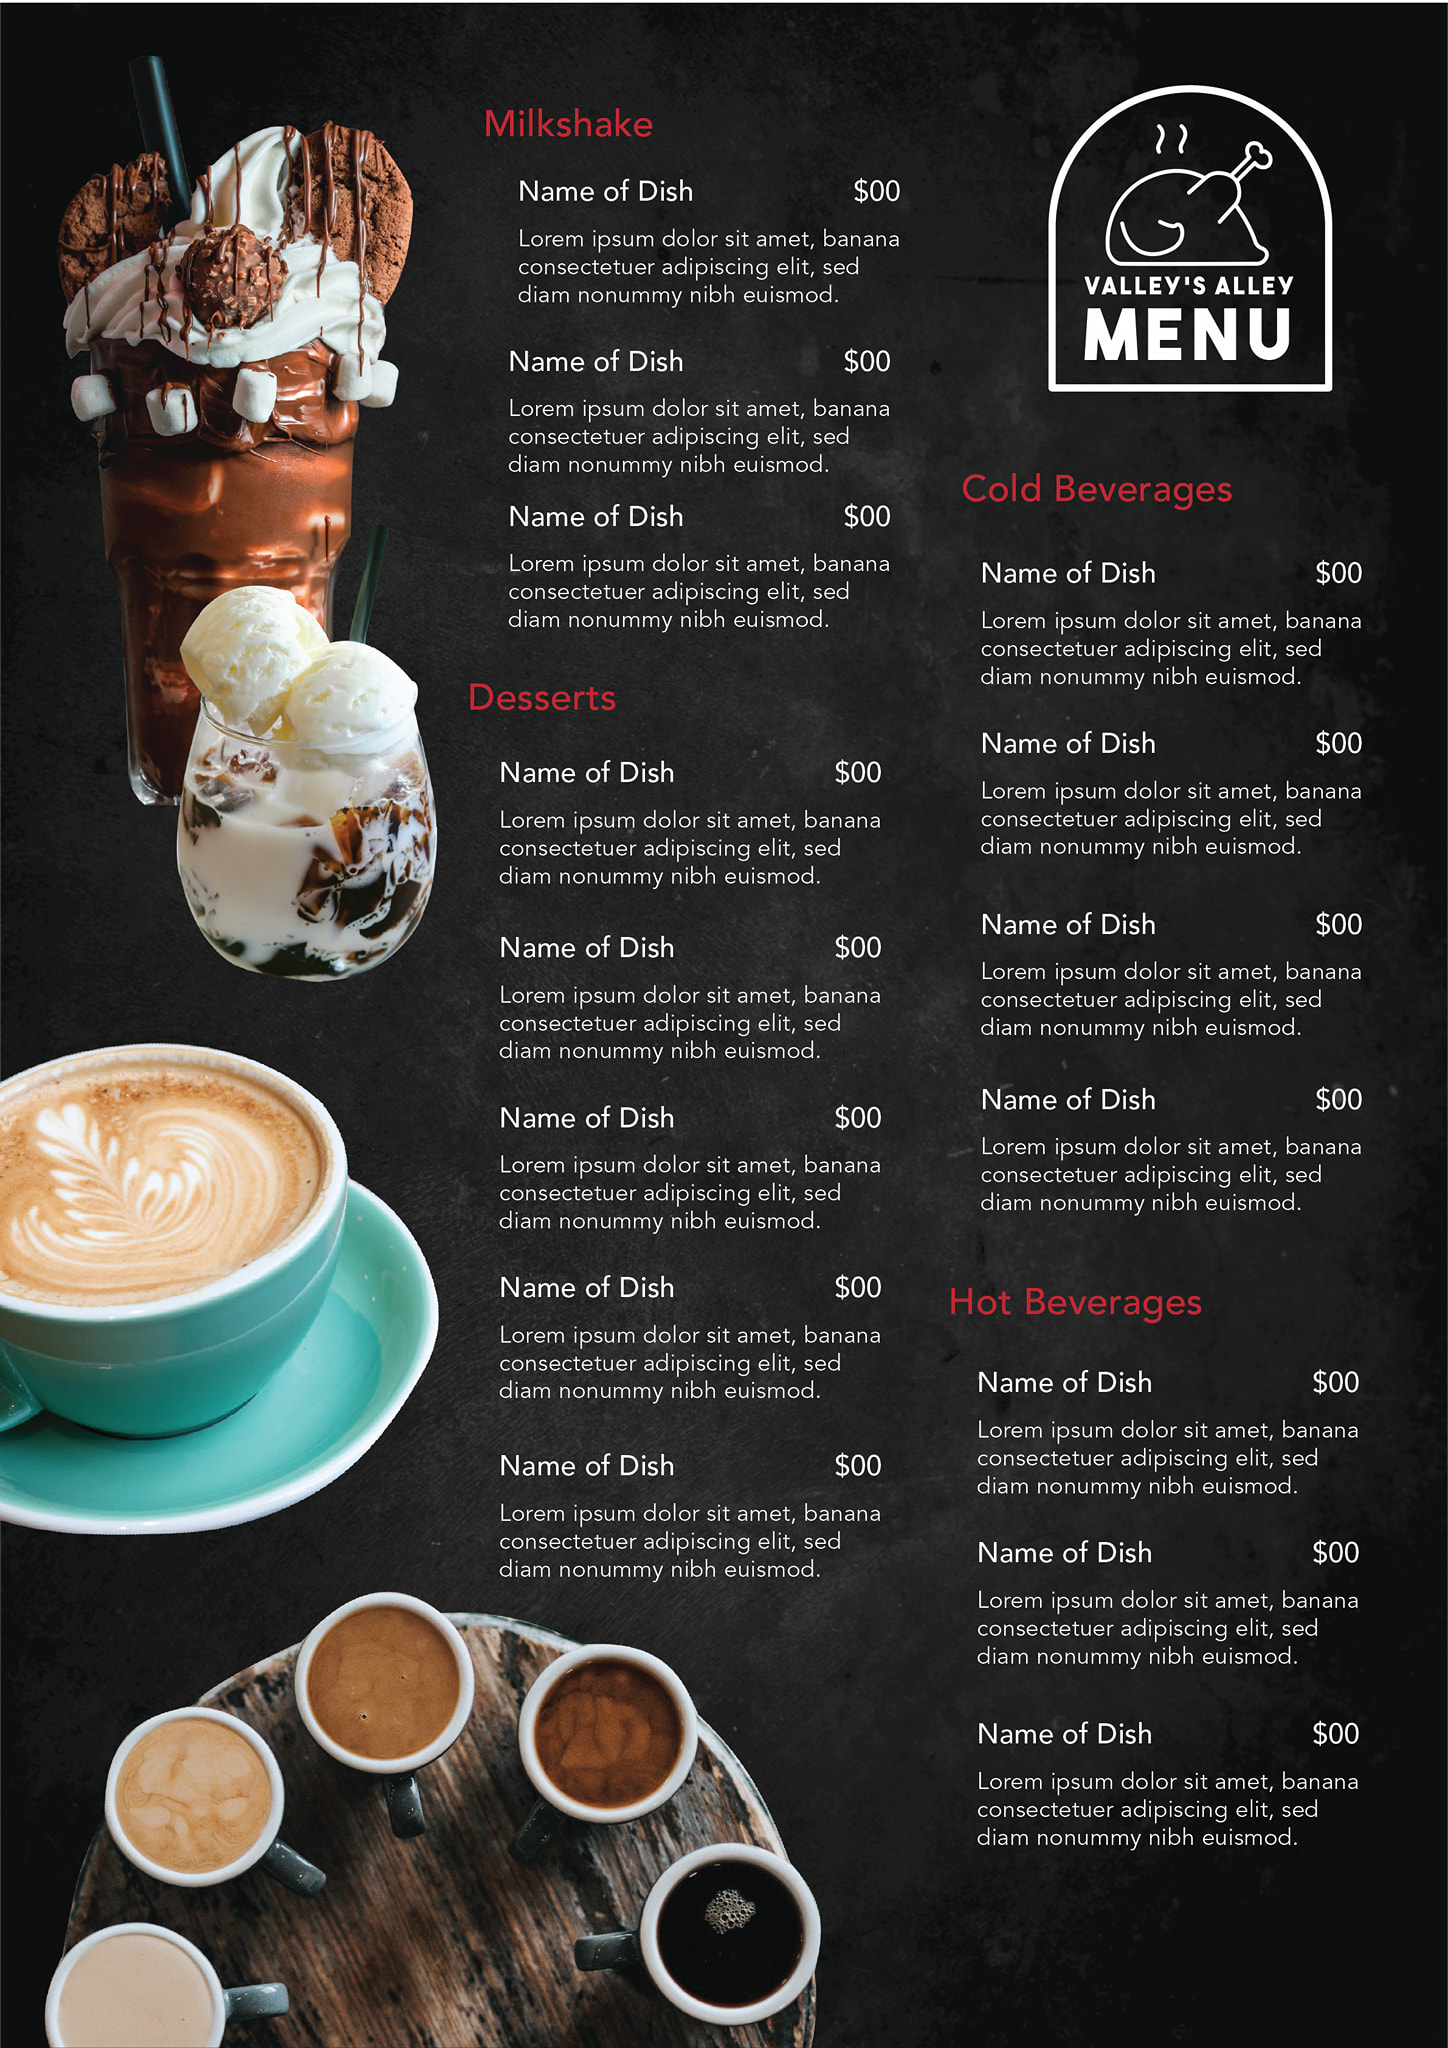 Milkshake
Name of Dish $00
Lorem ipsum dolor sit amet, banana
consectetuer adipiscing elit, sed
diam nonummy nibh euismod.
Name of Dish $00
Lorem ipsum dolor sit amet, banana
consectetuer adipiscing elit, sed
diam nonummy nibh euismod.
Name of Dish $00
Lorem ipsum dolor sit amet, banana
consectetuer adipiscing elit, sed
diam nonummy nibh euismod.
Desserts
Name of Dish $00
Lorem ipsum dolor sit amet, banana
consectetuer adipiscing elit, sed
diam nonummy nibh euismod.
Name of Dish $00
Lorem ipsum dolor sit amet, banana
consectetuer adipiscing elit, sed
diam nonummy nibh euismod.
Name of Dish $00
Lorem ipsum dolor sit amet, banana
consectetuer adipiscing elit, sed
diam nonummy nibh euismod.
Name of Dish $00
Lorem ipsum dolor sit amet, banana
consectetuer adipiscing elit, sed
diam nonummy nibh euismod.
Name of Dish $00
Lorem ipsum dolor sit amet, banana
consectetuer adipiscing elit, sed
diam nonummy nibh euismod.
VALLEY'S ALLEY
MENU
Cold Beverages
Name of Dish $00
Lorem ipsum dolor sit amet, banana
consectetuer adipiscing elit, sed
diam nonummy nibh euismod.
Name of Dish $00
Lorem ipsum dolor sit amet, banana
consectetuer adipiscing elit, sed
diam nonummy nibh euismod.
Name of Dish $00
Lorem ipsum dolor sit amet, banana
consectetuer adipiscing elit, sed
diam nonummy nibh euismod.
Name of Dish $00
Lorem ipsum dolor sit amet, banana
consectetuer adipiscing elit, sed
diam nonummy nibh euismod.
Hot Beverages
Name of Dish $00
Lorem ipsum dolor sit amet, banana
consectetuer adipiscing elit, sed
diam nonummy nibh euismod.
Name of Dish $00
Lorem ipsum dolor sit amet, banana
consectetuer adipiscing elit, sed
diam nonummy nibh euismod.
Name of Dish $00
Lorem ipsum dolor sit amet, banana
consectetuer adipiscing elit, sed
diam nonummy nibh euismod.